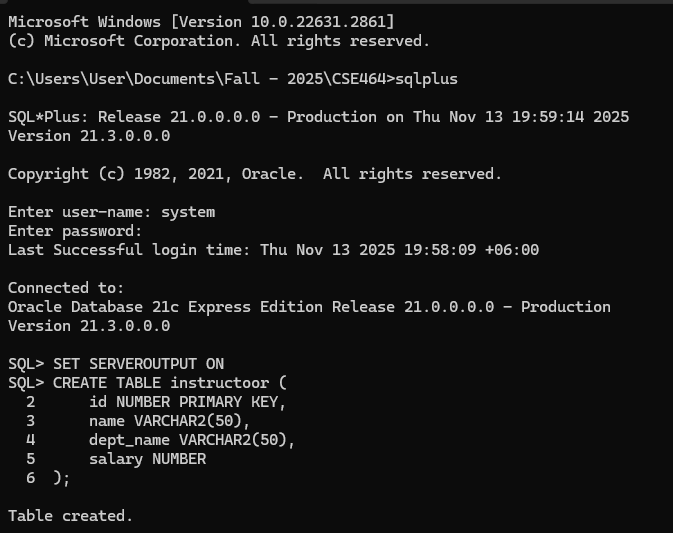 Microsoft Windows [Version 10.0.22631.2861]
(c) Microsoft Corporation. All rights reserved.
C:\Users\User\Documents\Fall - 2025\CSE464>sqlplus
SQL*Plus: Release 21.0.0.0.0 - Production on Thu Nov 13 19:59:14 2025
Version 21.3.0.0.0
Copyright (c) 1982, 2021, Oracle.  All rights reserved.
Enter user-name: system
Enter password:
Last Successful login time: Thu Nov 13 2025 19:58:09 +06:00
Connected to:
Oracle Database 21c Express Edition Release 21.0.0.0.0 - Production
Version 21.3.0.0.0
SQL> SET SERVEROUTPUT ON
SQL> CREATE TABLE instructoor (
  2      id NUMBER PRIMARY KEY,
  3      name VARCHAR2(50),
  4      dept_name VARCHAR2(50),
  5      salary NUMBER
  6  );
Table created.